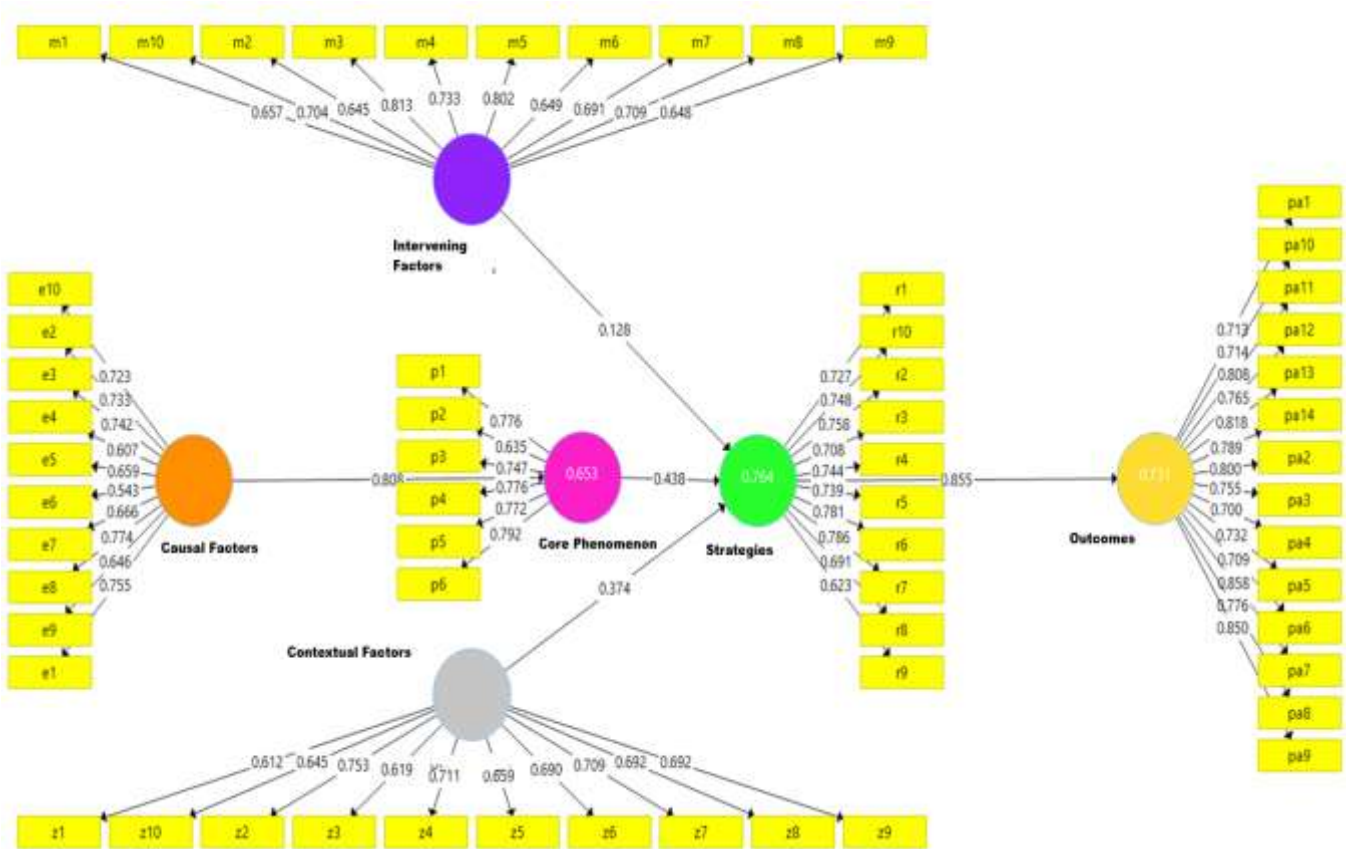 m1 m10 m2 m3 m4 m5 m6 m7 m8 m9
0.657 0.704 0.645 0.813 0.733 0.802 0.649 0.691 0.709 0.648
Intervening
Factors
0.128
e10
e2
e3
e4
e5
e6
e7
e8
e9
e1
0.723
0.733
0.742
0.607
0.659
0.543
0.666
0.774
0.646
0.755
Causal Factors
0.808
p1
p2
p3
p4
p5
p6
0.776
0.635
0.747
0.776
0.772
0.792
0.653
Core Phenomenon
0.438
0.764
Strategies
0.727
0.748
0.758
0.708
0.744
0.739
0.781
0.786
0.691
0.623
r1
r10
r2
r3
r4
r5
r6
r7
r8
r9
0.855
0.731
Outcomes
0.713
0.714
0.808
0.765
0.818
0.789
0.800
0.755
0.700
0.732
0.709
0.858
0.776
0.850
pa1
pa10
pa11
pa12
pa13
pa14
pa2
pa3
pa4
pa5
pa6
pa7
pa8
pa9
0.374
Contextual Factors
0.612 0.645 0.753 0.619 0.711 0.659 0.690 0.709 0.692 0.692
z1 z10 z2 z3 z4 z5 z6 z7 z8 z9